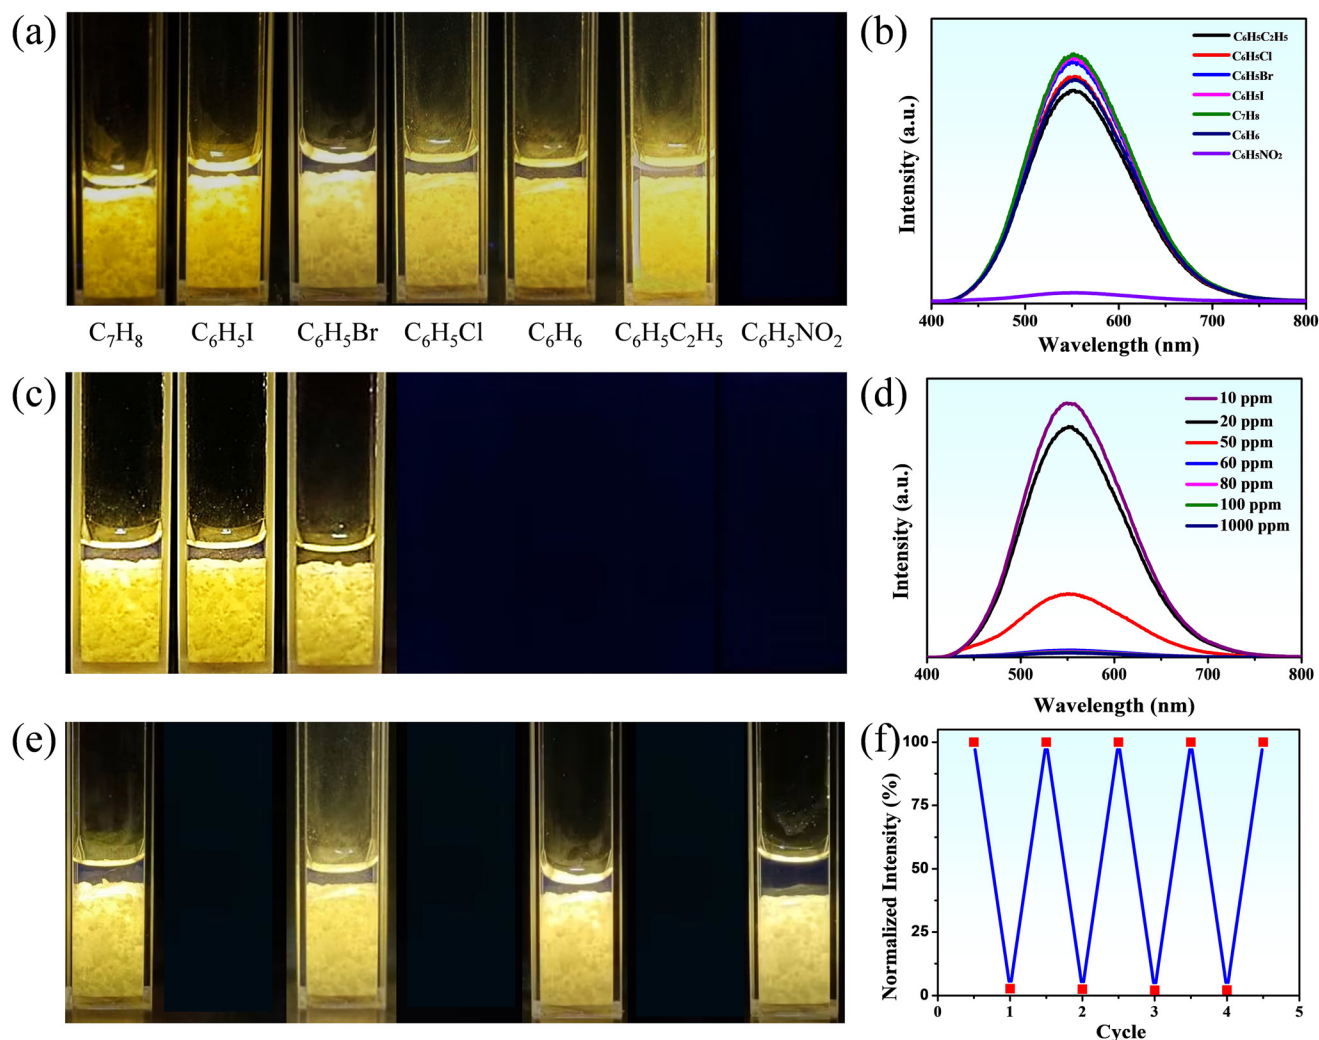 (a)
C7H8 C6H5I C6H5Br C6H5Cl C6H6 C6H5C2H5 C6H5NO2
(b)
Intensity (a.u.)
C6H5C2H5
C6H5Cl
C6H5Br
C6H5I
C7H8
C6H6
C6H5NO2
400 500 600 700 800
Wavelength (nm)
(c)
(d)
Intensity (a.u.)
10 ppm
20 ppm
50 ppm
60 ppm
80 ppm
100 ppm
1000 ppm
400 500 600 700 800
Wavelength (nm)
(e)
(f)
Normalized Intensity (%)
100
75
50
25
0
0 1 2 3 4 5
Cycle